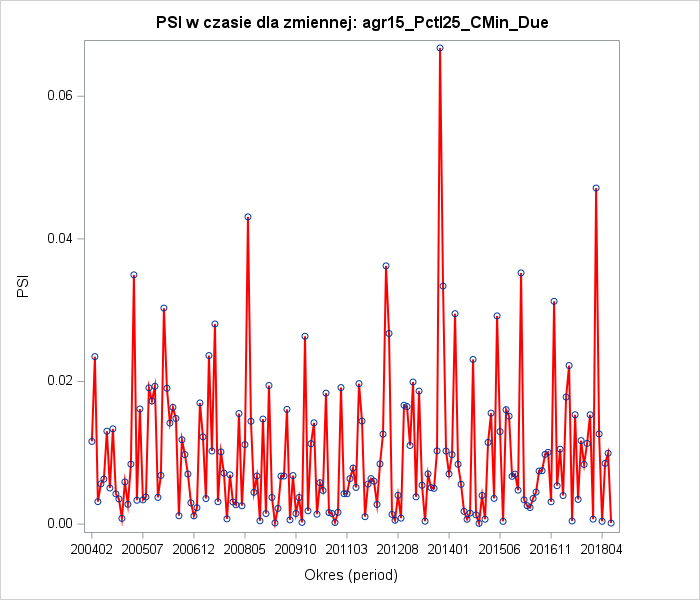 PSI w czasie dla zmiennej: agr15_Pctl25_CMin_Due
0.06
0.04
PSI
0.02
0.00
200402 200507 200612 200805 200910 201103 201208 201401 201506 201611 201804
Okres (period)